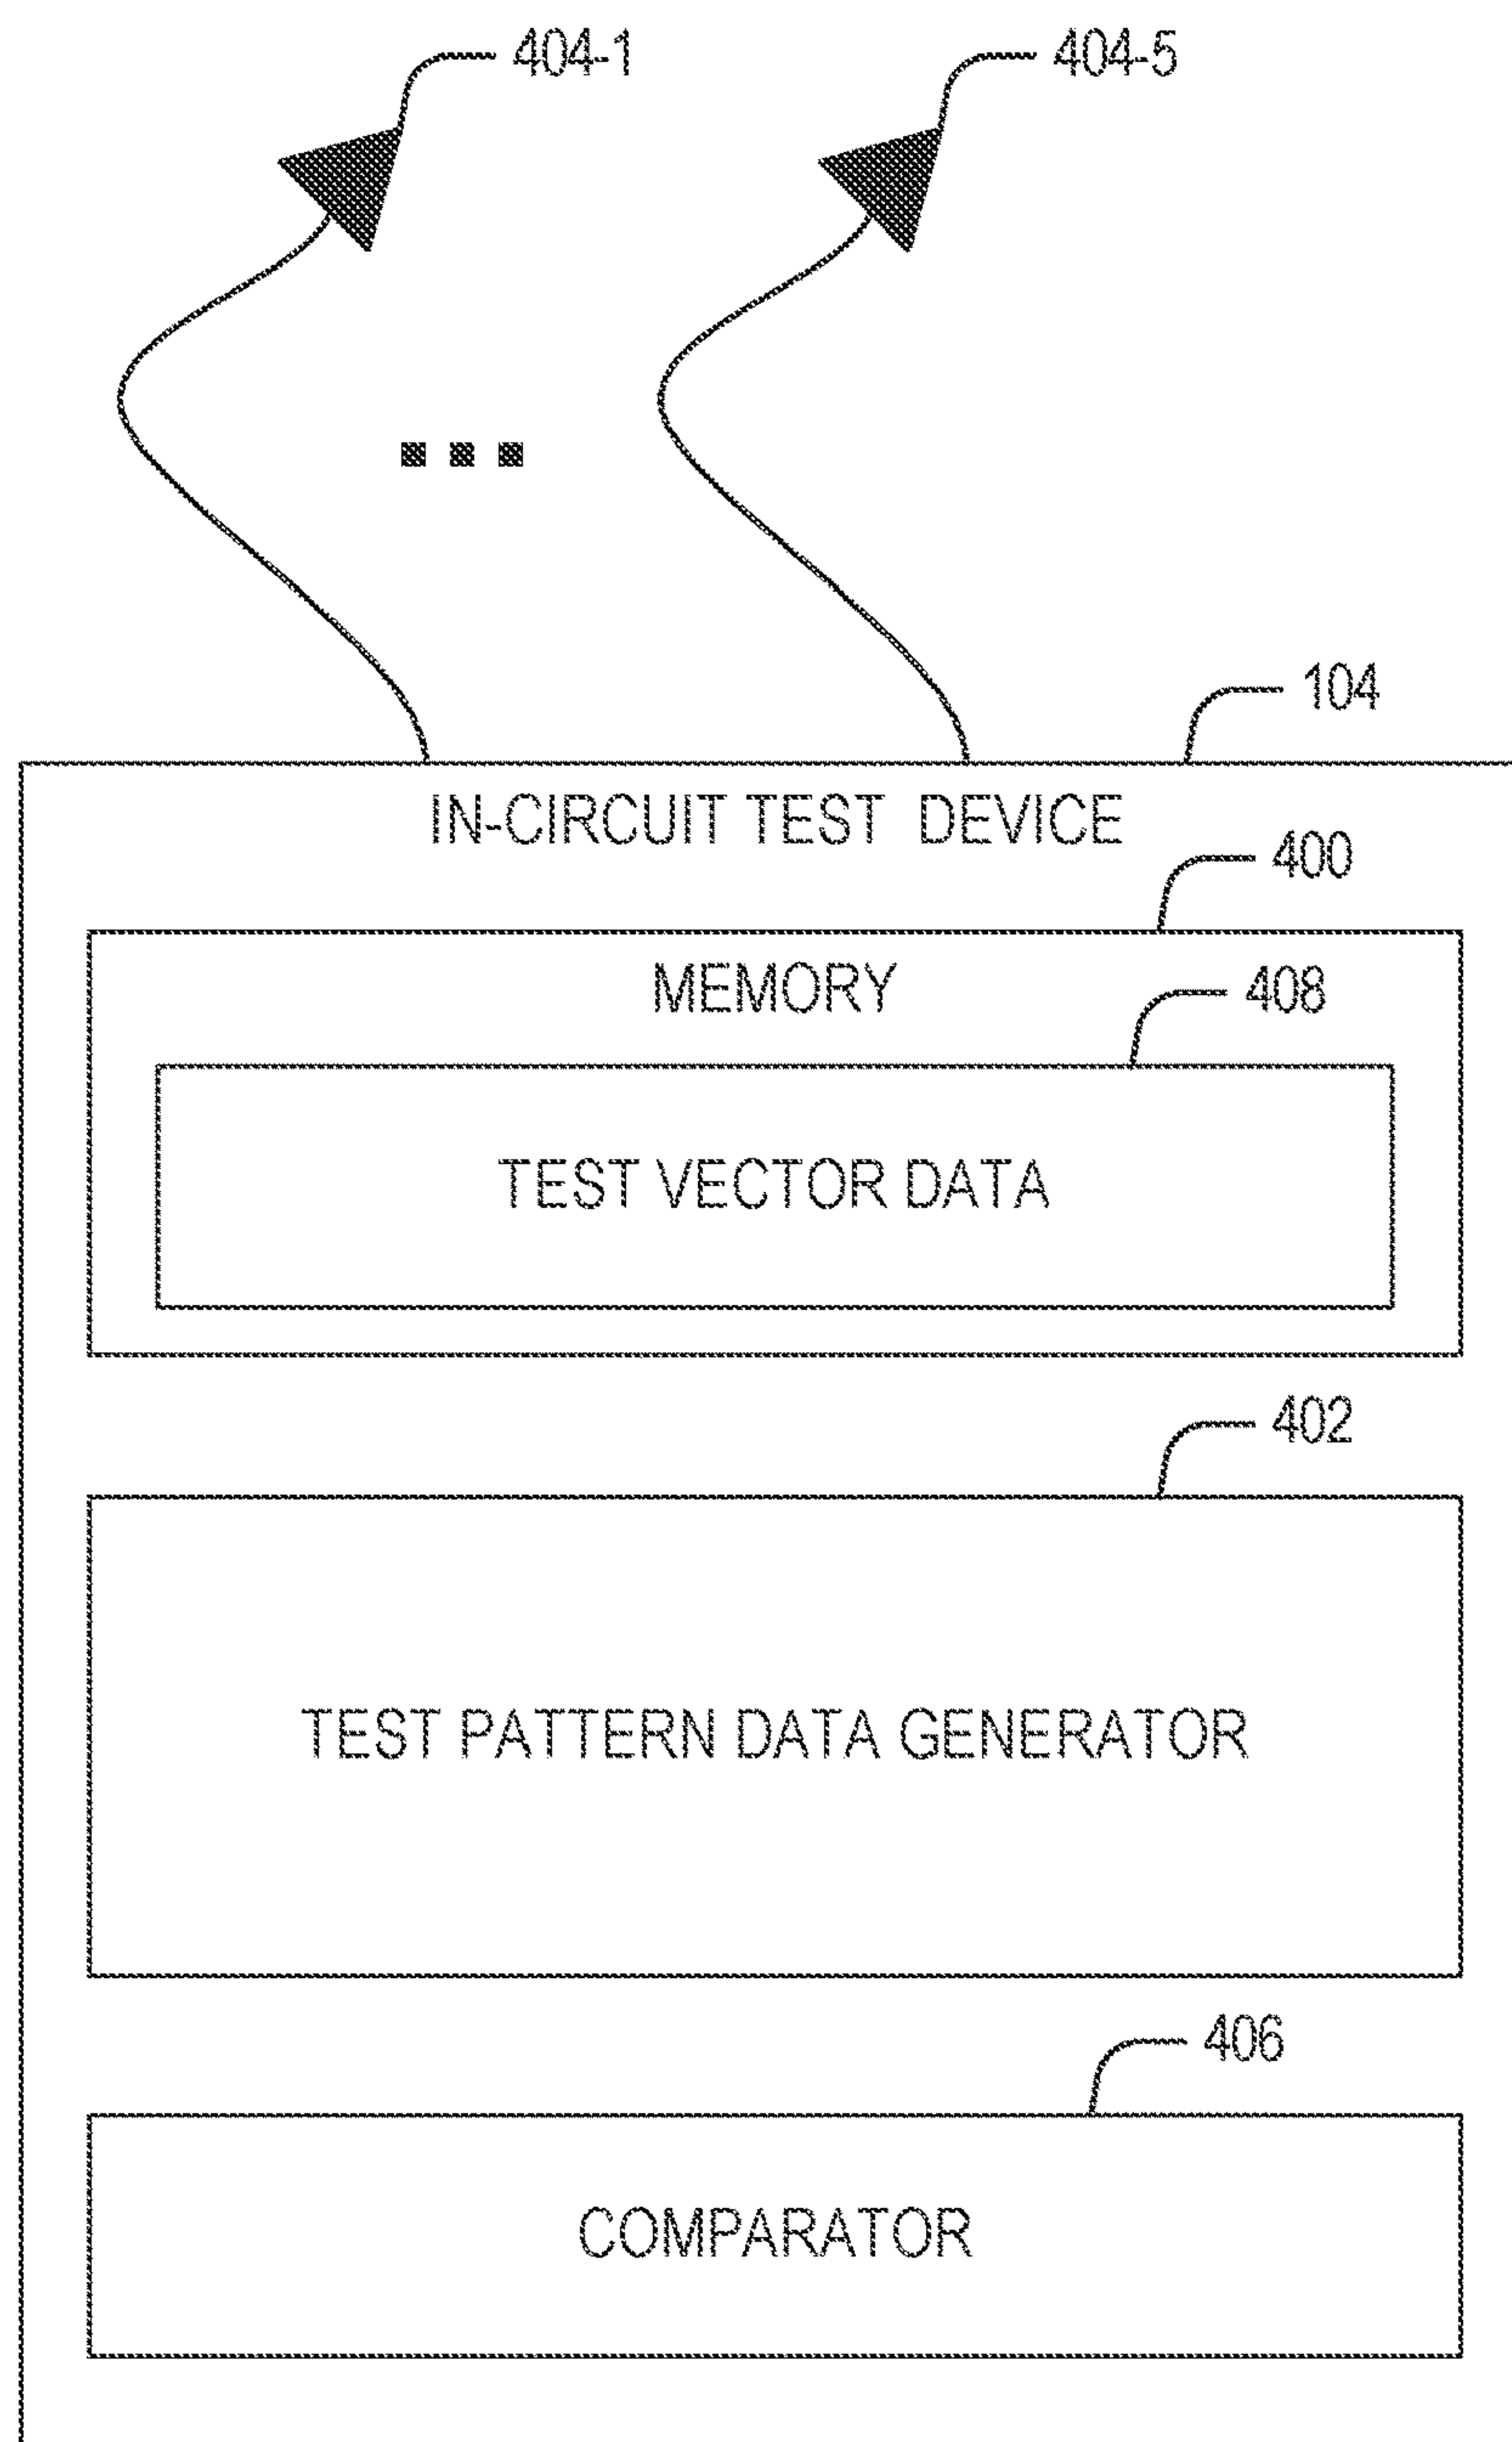 404-1
404-5
104
IN-CIRCUIT TEST DEVICE
400
MEMORY
408
TEST VECTOR DATA
402
TEST PATTERN DATA GENERATOR
406
COMPARATOR